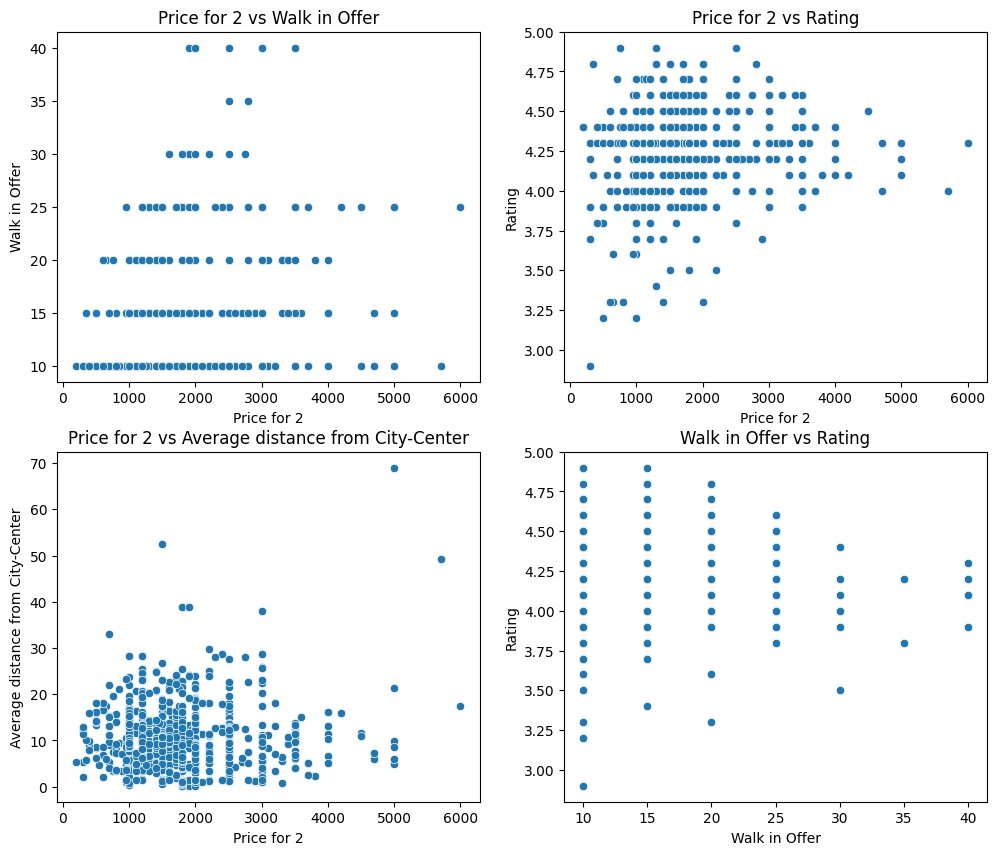 Price for 2 vs Walk in Offer
40
35
30
25
20
15
10
Walk in Offer
0 1000 2000 3000 4000 5000 6000
Price for 2
Price for 2 vs Rating
5.00
4.75
4.50
4.25
4.00
3.75
3.50
3.25
3.00
Rating
0 1000 2000 3000 4000 5000 6000
Price for 2
Price for 2 vs Average distance from City-Center
70
60
50
40
30
20
10
0
Average distance from City-Center
0 1000 2000 3000 4000 5000 6000
Price for 2
Walk in Offer vs Rating
5.00
4.75
4.50
4.25
4.00
3.75
3.50
3.25
3.00
Rating
10 15 20 25 30 35 40
Walk in Offer